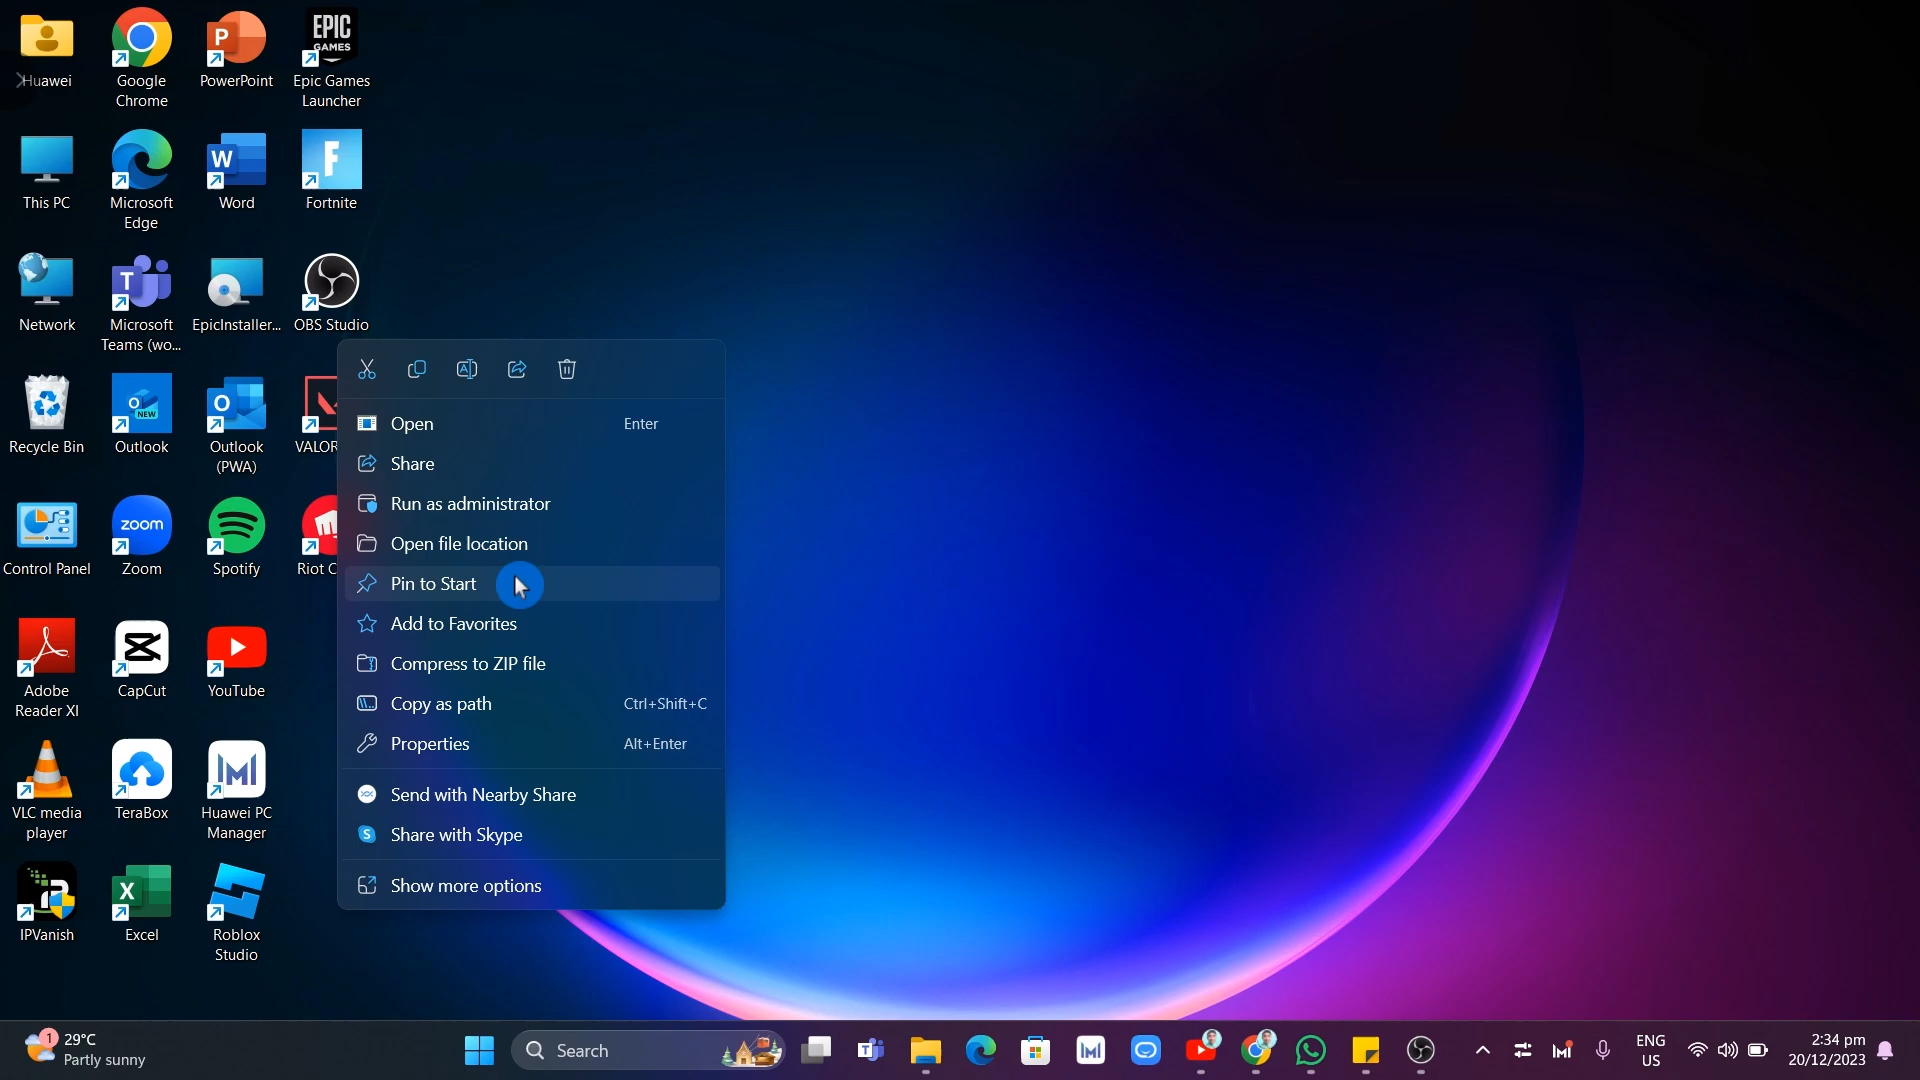 Huawei
Google
Chrome
PowerPoint
EPIC
GAMES
Epic Games
Launcher
This PC
Microsoft
Edge
W
Word
F
Fortnite
Network
T
Microsoft
Teams (wo...
EpicInstaller...
OBS Studio
Recycle Bin
O
NEW
Outlook
O
Outlook
(PWA)
VALOR
Control Panel
zoom
Zoom
Spotify
Riot C
Adobe
Reader XI
CapCut
YouTube
VLC media
player
TeraBox
Huawei PC
Manager
IPVanish
X
Excel
Roblox
Studio
P
Open Enter
Share
Run as administrator
Open file location
Pin to Start
Add to Favorites
Compress to ZIP file
Copy as path Ctrl+Shift+C
Properties Alt+Enter
Send with Nearby Share
S
Share with Skype
Show more options
1
29°C
Partly sunny
Search
ENG
US
2:34 pm
20/12/2023